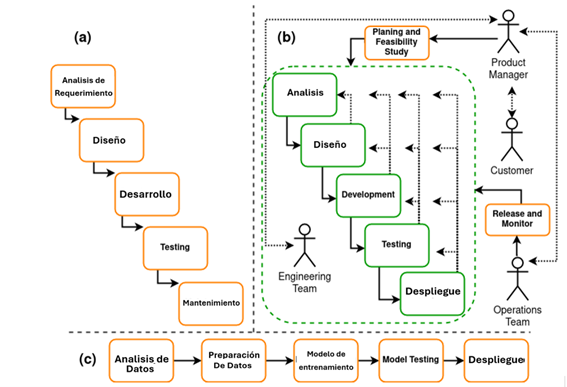 (a)
Analisis de
Requerimiento
Diseño
Desarrollo
Testing
Mantenimiento
(b)
Planing and
Feasibility
Study
Product
Manager
Analisis
Diseño
Development
Testing
Despliegue
Customer
Release and
Monitor
Engineering
Team
Operations
Team
(c)
Analisis de
Datos
Preparación
De Datos
Modelo de
entrenamiento
Model Testing
Despliegue